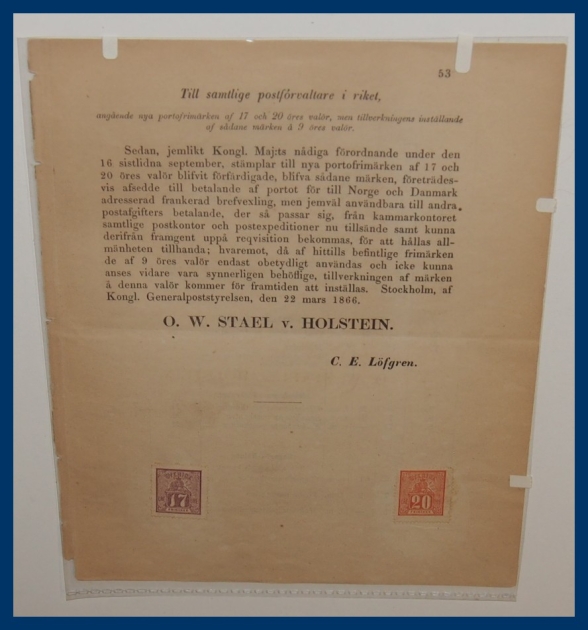 53
Till samtlige postförvaltare i riket,
angående nya portofrimärken af 17 och 20 öres valör, men tillverkningens inställande
af sådane märken à 9 öres valör.
Sedan, jemlikt Kongl. Maj:ts nådiga förordnande under den
16 sistlidna september, stämplar till nya portofrimärken af 17 och
20 öres valör blifvit förfärdigade, blifva sådane märken, företrädes-
vis afsedde till betalande af portot för till Norge och Danmark
adresserad frankerad brefvexling, men jemväl användbara till andra
postafgifters betalande, der så passar sig, från kammarkontoret
samtlige postkontor och postexpeditioner nu tillsände samt kunna
derifrån framgent uppå reqvisition bekommas, för att hållas all-
mänheten tillhanda; hvaremot, då af hittills befintlige frimärken
de af 9 öres valör endast obetydligt användas och icke kunna
anses vidare vara synnerligen behöflige, tillverkningen af märken
å denna valör kommer för framtiden att inställas. Stockholm, af
Kongl. Generalpoststyrelsen, den 22 mars 1866.
O. W. STAEL v. HOLSTEIN.
C. E. Löfgren.
SVERIGE
17
SVERIGE
20